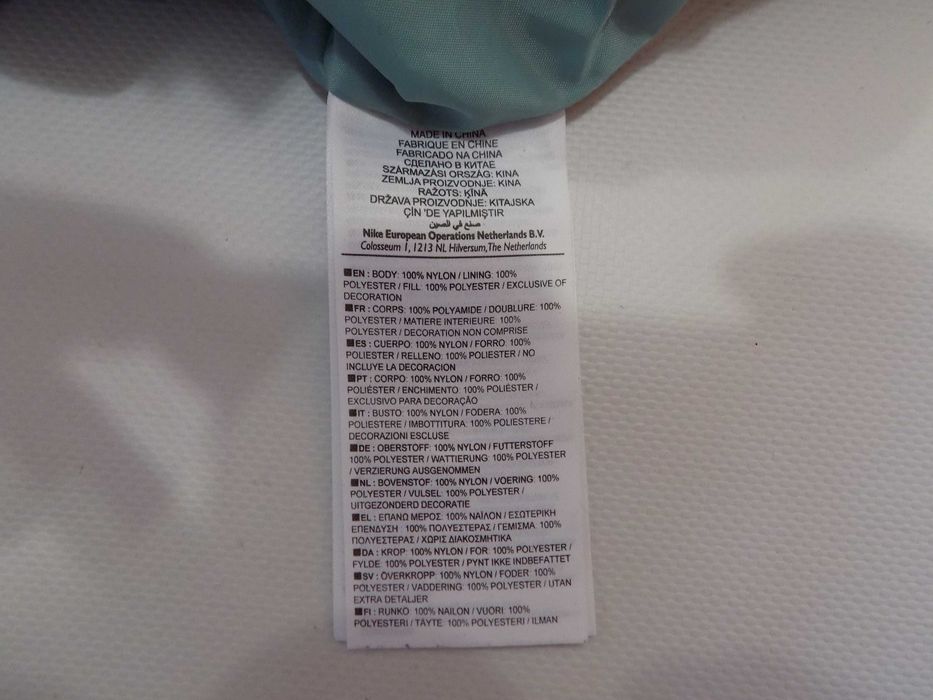 MADE IN CHINA
FABRIQUE EN CHINE
FABRICADO NA CHINA
СДЕЛАНО В КИТАЕ
SZÁRMAZÁSI ORSZÁG: KINA
ZEMLJA PROIZVODNJE: KINA
RAŽOTS: ĶĪNĀ
DRŽAVA PROIZVODNJE: KITAJSKA
ÇİN 'DE YAPILMIŞTIR
صنع في الصين
Nike European Operations Netherlands B.V.
Colosseum 1, 1213 NL Hilversum, The Netherlands
EN : BODY: 100% NYLON / LINING: 100%
POLYESTER / FILL: 100% POLYESTER / EXCLUSIVE OF
DECORATION
FR : CORPS: 100% POLYAMIDE / DOUBLURE: 100%
POLYESTER / MATIERE INTERIEURE: 100%
POLYESTER / DECORATION NON COMPRISE
ES : CUERPO: 100% NYLON / FORRO: 100%
POLIESTER / RELLENO: 100% POLIESTER / NO
INCLUYE LA DECORACION
PT : CORPO: 100% NYLON / FORRO: 100%
POLIÉSTER / ENCHIMENTO: 100% POLIÉSTER /
EXCLUSIVO PARA DECORAÇÃO
IT : BUSTO: 100% NYLON / FODERA: 100%
POLIESTERE / IMBOTTITURA: 100% POLIESTERE /
DECORAZIONI ESCLUSE
DE : OBERSTOFF: 100% NYLON / FUTTERSTOFF
100% POLYESTER / WATTIERUNG: 100% POLYESTER
/ VERZIERUNG AUSGENOMMEN
NL : BOVENSTOF: 100% NYLON / VOERING: 100%
POLYESTER / VULSEL: 100% POLYESTER /
UITGEZONDERD DECORATIE
EL : ΕΠΑΝΩ ΜΕΡΟΣ: 100% ΝΑΪΛΟΝ / ΕΣΩΤΕΡΙΚΗ
ΕΠΕΝΔΥΣΗ : 100% ΠΟΛΥΕΣΤΕΡΑΣ / ΓΕΜΙΣΜΑ: 100%
ΠΟΛΥΕΣΤΕΡΑΣ / ΧΩΡΙΣ ΔΙΑΚΟΣΜΗΤΙΚΑ
DA : KROP: 100% NYLON / FOR: 100% POLYESTER /
FYLDE: 100% POLYESTER / PYNT IKKE INDBEFATTET
SV : ÖVERKROPP: 100% NYLON / FODER: 100%
POLYESTER / VADDERING: 100% POLYESTER / UTAN
EXTRA DETALJER
FI : RUNKO: 100% NAILON / VUORI: 100%
POLYESTERI / TÄYTE: 100% POLYESTERI / ILMAN